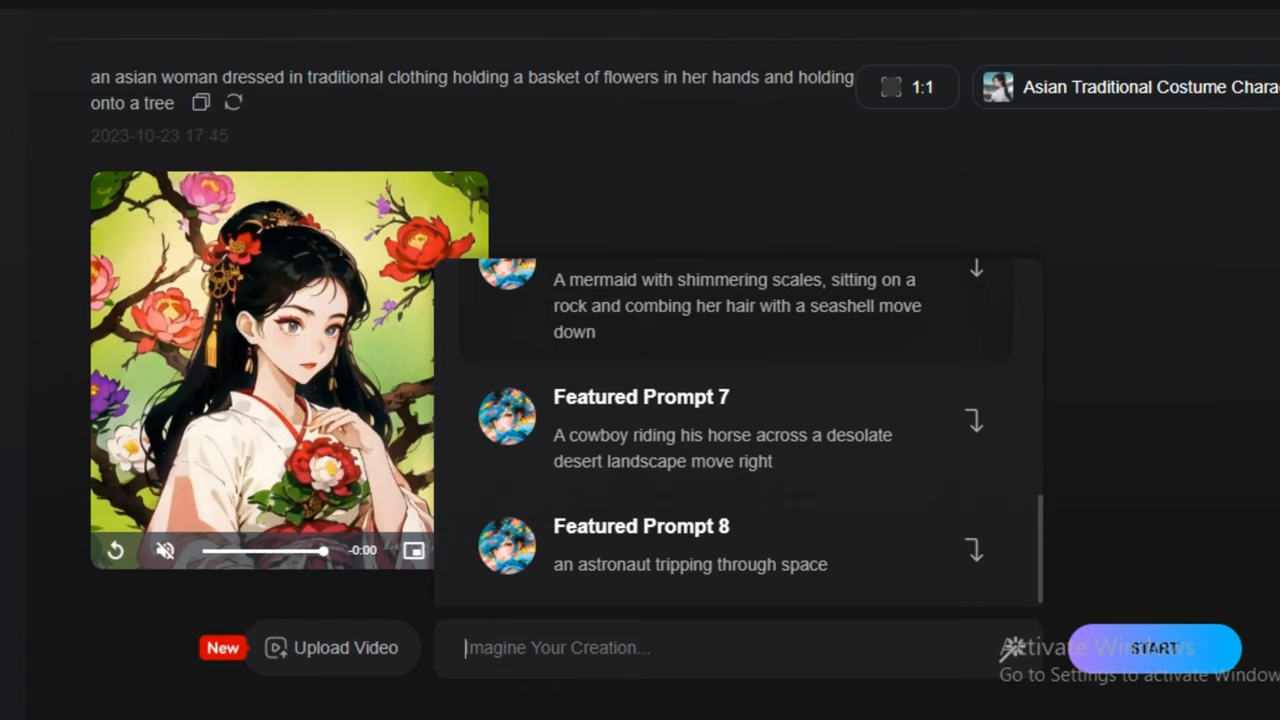 an asian woman dressed in traditional clothing holding a basket of flowers in her hands and holding
onto a tree
1:1
Asian Traditional Costume Chara
2023-10-23 17:45
A mermaid with shimmering scales, sitting on a
rock and combing her hair with a seashell move
down
Featured Prompt 7
A cowboy riding his horse across a desolate
desert landscape move right
Featured Prompt 8
an astronaut tripping through space
-0:00
New
Upload Video
Imagine Your Creation...
START
Activate Windows
Go to Settings to activate Window